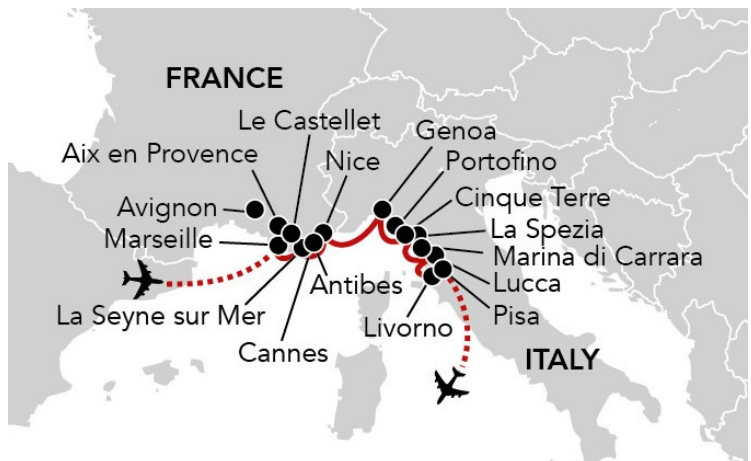 FRANCE
Le Castellet
Genoa
Aix en Provence
Nice
Portofino
Cinque Terre
Avignon
La Spezia
Marseille
Marina di Carrara
Antibes
Lucca
La Seyne sur Mer
Pisa
Livorno
Cannes
ITALY